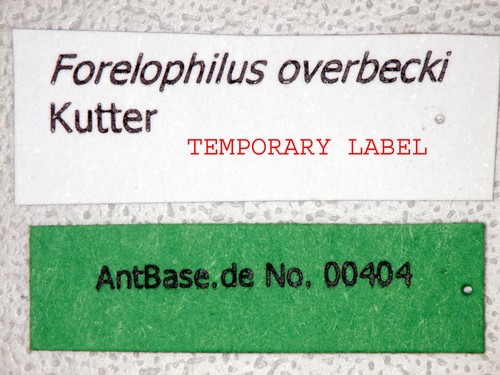 Forelophilus overbecki
Kutter
TEMPORARY LABEL
AntBase.de No. 00404